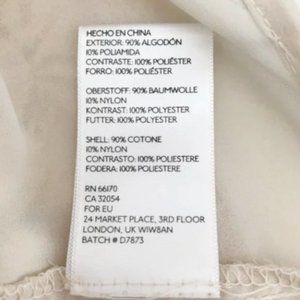 HECHO EN CHINA
EXTERIOR: 90% ALGODÓN
10% POLIAMIDA
CONTRASTE: 100% POLIÉSTER
FORRO: 100% POLIÉSTER
OBERSTOFF: 90% BAUMWOLLE
10% NYLON
KONTRAST: 100% POLYESTER
FUTTER: 100% POLYESTER
SHELL: 90% COTONE
10% NYLON
CONTRASTO: 100% POLIESTERE
FODERA: 100% POLIESTERE
RN 66170
CA 32054
FOR EU
24 MARKET PLACE, 3RD FLOOR
LONDON, UK W1W8AN
BATCH # D7873